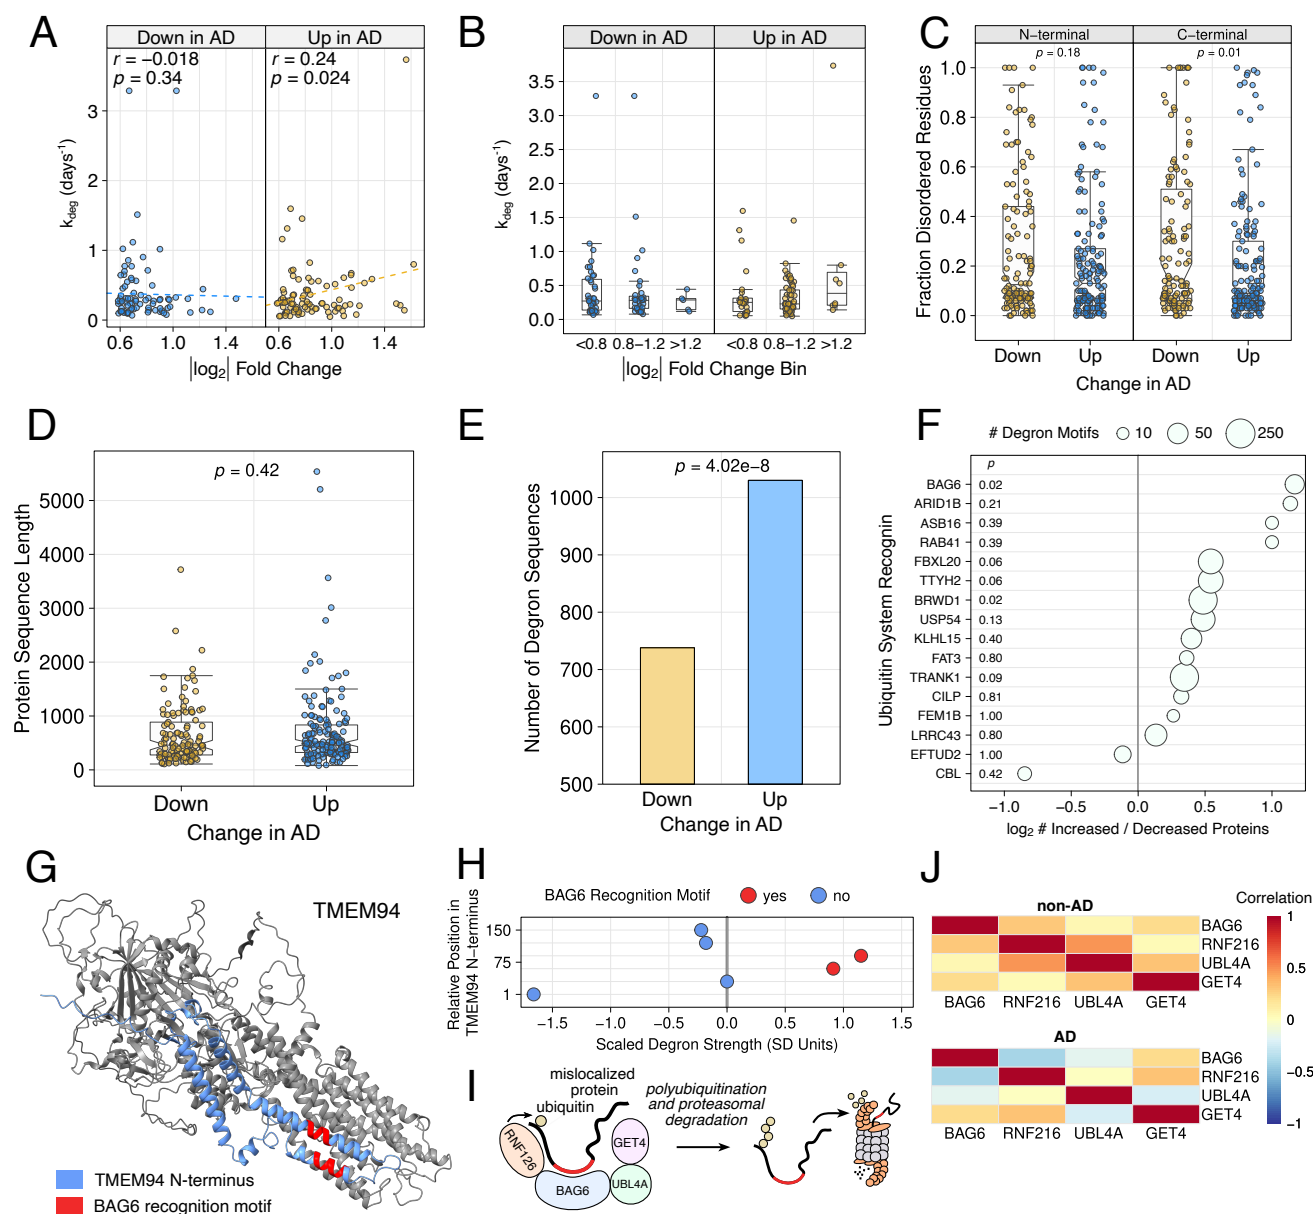 A
Down in AD
Up in AD
r = −0.018
p = 0.34
r = 0.24
p = 0.024
3
2
1
0
k_deg (days⁻¹)
0.6 1.0 1.4 0.6 1.0 1.4
|log₂| Fold Change
B
Down in AD
Up in AD
3.5
3.0
2.5
2.0
1.5
1.0
0.5
0.0
k_deg (days⁻¹)
<0.8 0.8−1.2 >1.2 <0.8 0.8−1.2 >1.2
|log₂| Fold Change Bin
C
N−terminal
C−terminal
p = 0.18
p = 0.01
1.0
0.8
0.6
0.4
0.2
0.0
Fraction Disordered Residues
Down Up Down Up
Change in AD
D
p = 0.42
5000
4000
3000
2000
1000
0
Protein Sequence Length
Down Up
Change in AD
E
p = 4.02e−8
1000
900
800
700
600
500
Number of Degron Sequences
Down Up
Change in AD
F
# Degron Motifs 10 50 250
p
BAG6 0.02
ARID1B 0.21
ASB16 0.39
RAB41 0.39
FBXL20 0.06
TTYH2 0.06
BRWD1 0.02
USP54 0.13
KLHL15 0.40
FAT3 0.80
TRANK1 0.09
CILP 0.81
FEM1B 1.00
LRRC43 0.80
EFTUD2 1.00
CBL 0.42
Ubiquitin System Recognin
−1.0 −0.5 0.0 0.5 1.0
log₂ # Increased / Decreased Proteins
G
TMEM94
TMEM94 N-terminus
BAG6 recognition motif
H
BAG6 Recognition Motif yes no
150
75
1
Relative Position in
TMEM94 N−terminus
−1.5 −1.0 −0.5 0.0 0.5 1.0 1.5
Scaled Degron Strength (SD Units)
I
mislocalized
protein
ubiquitin
RNF126
BAG6
GET4
UBL4A
polyubiquitination
and proteasomal
degradation
J
Correlation
non-AD
BAG6
RNF216
UBL4A
GET4
BAG6 RNF216 UBL4A GET4
AD
BAG6
RNF216
UBL4A
GET4
BAG6 RNF216 UBL4A GET4
1
0.5
0
−0.5
−1